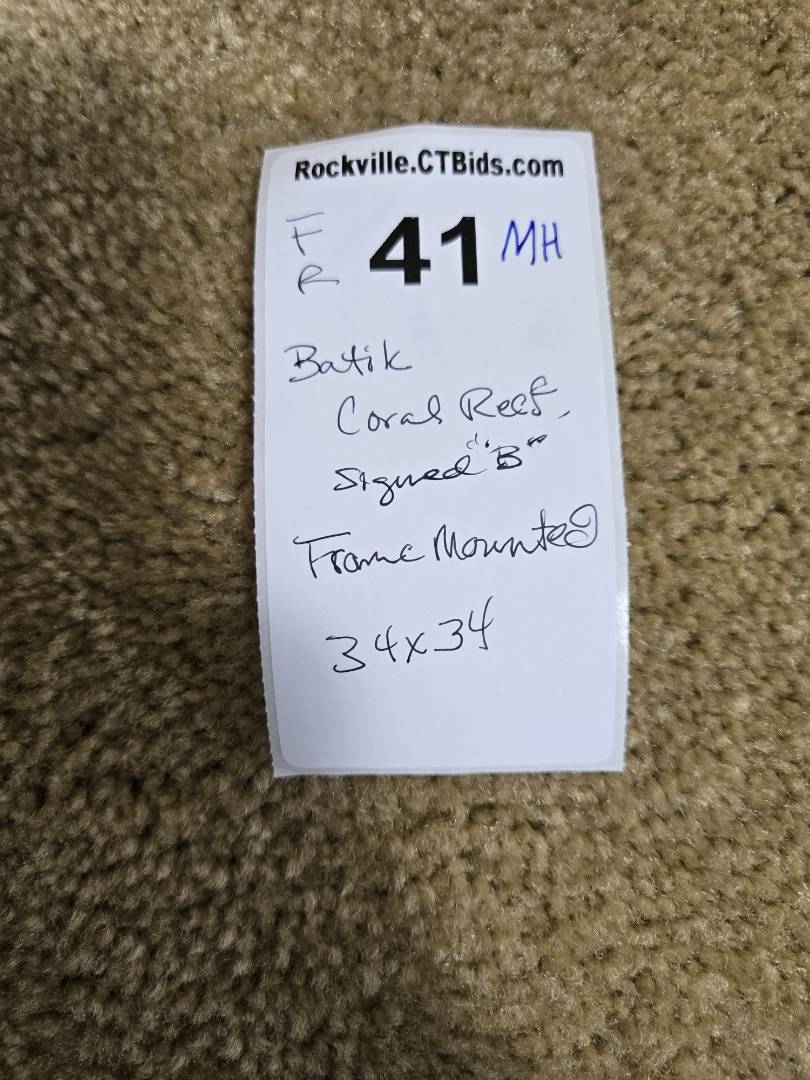 Rockville.CTBids.com
F 41 MH
R
Batik
Coral Reef,
signed "B"
Frame Mounted
34x34